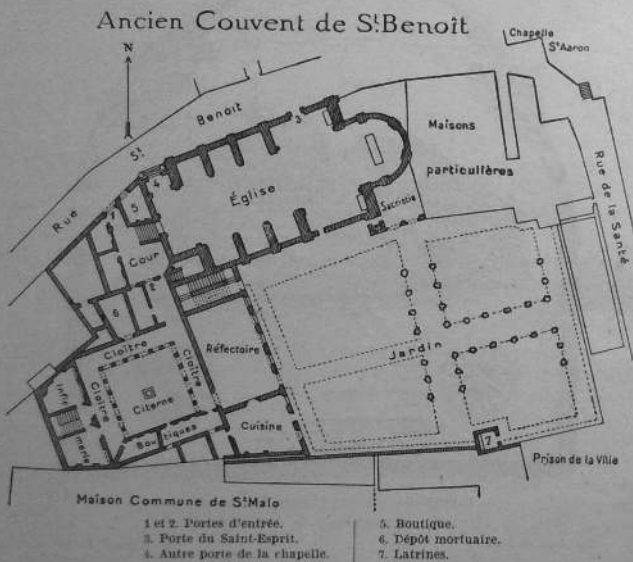 Ancien Couvent de St Benoît
Chapelle
St Aaron
N
Rue St Benoit
3
Maisons
particulières
Rue de la Santé
4
Église
5
1
Sacristie
Cour
2
6
Réfectoire
Jardin
Cloître
Cloître
Cloître
Citerne
Infirmerie
Boutiques
Cuisine
7
Prison de la Ville
Maison Commune de St Malo
1 et 2. Portes d'entrée.
3. Porte du Saint-Esprit.
4. Autre porte de la chapelle.
5. Boutique.
6. Dépôt mortuaire.
7. Latrines.